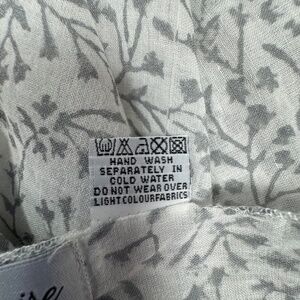 HAND WASH
SEPARATELY IN
COLD WATER
DO NOT WEAR OVER
LIGHT COLOUR FABRICS